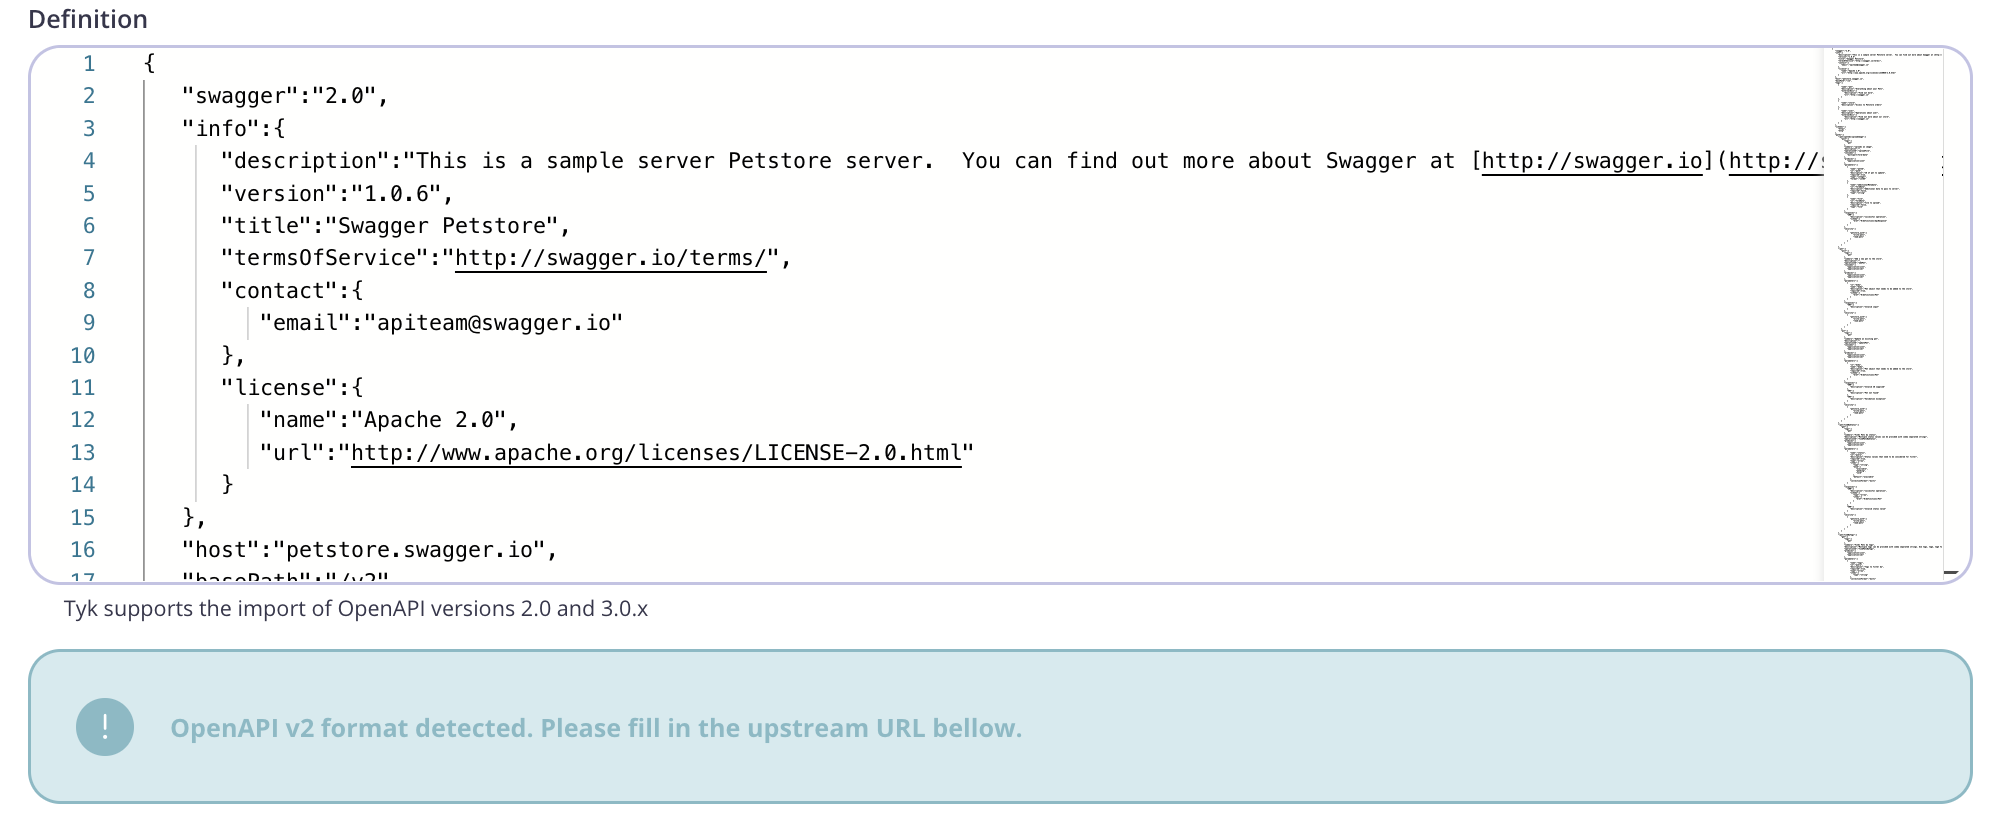 Definition
1 {
2 "swagger":"2.0",
3 "info":{
4 "description":"This is a sample server Petstore server.  You can find out more about Swagger at [http://swagger.io](http://s
5 "version":"1.0.6",
6 "title":"Swagger Petstore",
7 "termsOfService":"http://swagger.io/terms/",
8 "contact":{
9 "email":"apiteam@swagger.io"
10 },
11 "license":{
12 "name":"Apache 2.0",
13 "url":"http://www.apache.org/licenses/LICENSE-2.0.html"
14 }
15 },
16 "host":"petstore.swagger.io",
17 "basePath":"/v2"
Tyk supports the import of OpenAPI versions 2.0 and 3.0.x
! OpenAPI v2 format detected. Please fill in the upstream URL bellow.